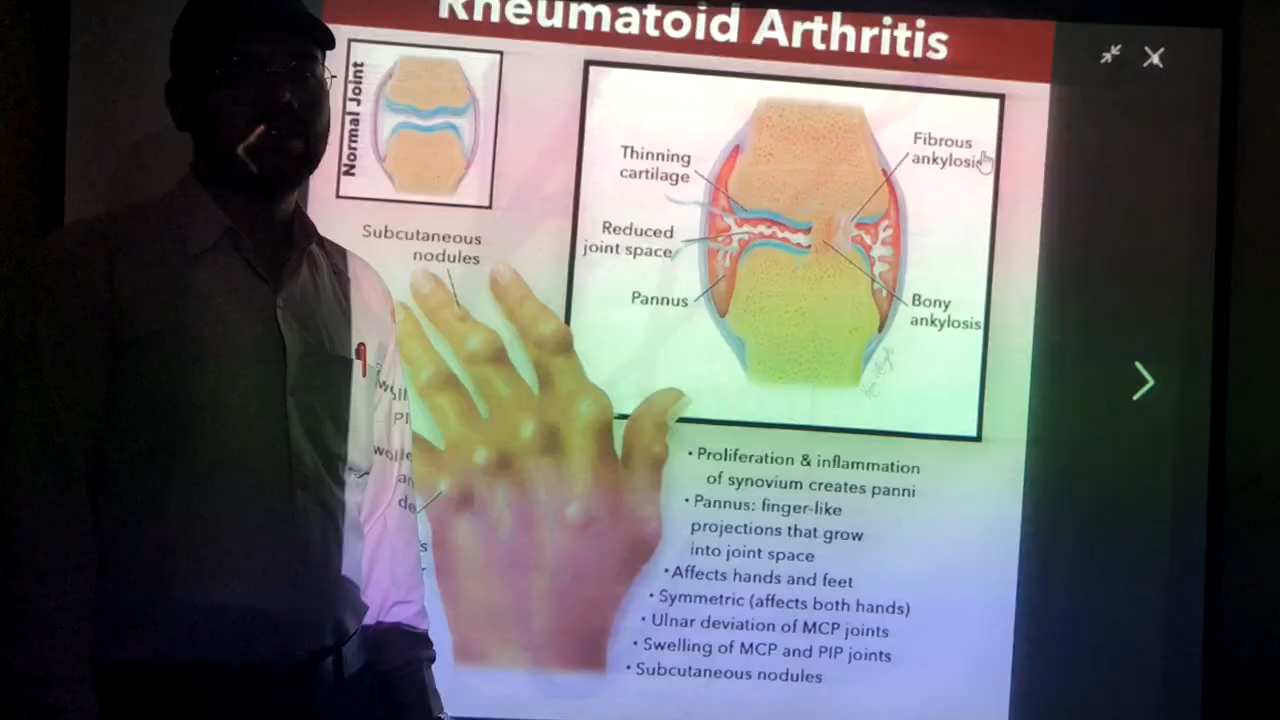 Rheumatoid Arthritis
Normal Joint
Thinning
cartilage
Reduced
joint space
Pannus
Fibrous
ankylosis
Bony
ankylosis
Subcutaneous
nodules
• Proliferation & inflammation
of synovium creates panni
• Pannus: finger-like
projections that grow
into joint space
• Affects hands and feet
• Symmetric (affects both hands)
• Ulnar deviation of MCP joints
• Swelling of MCP and PIP joints
• Subcutaneous nodules